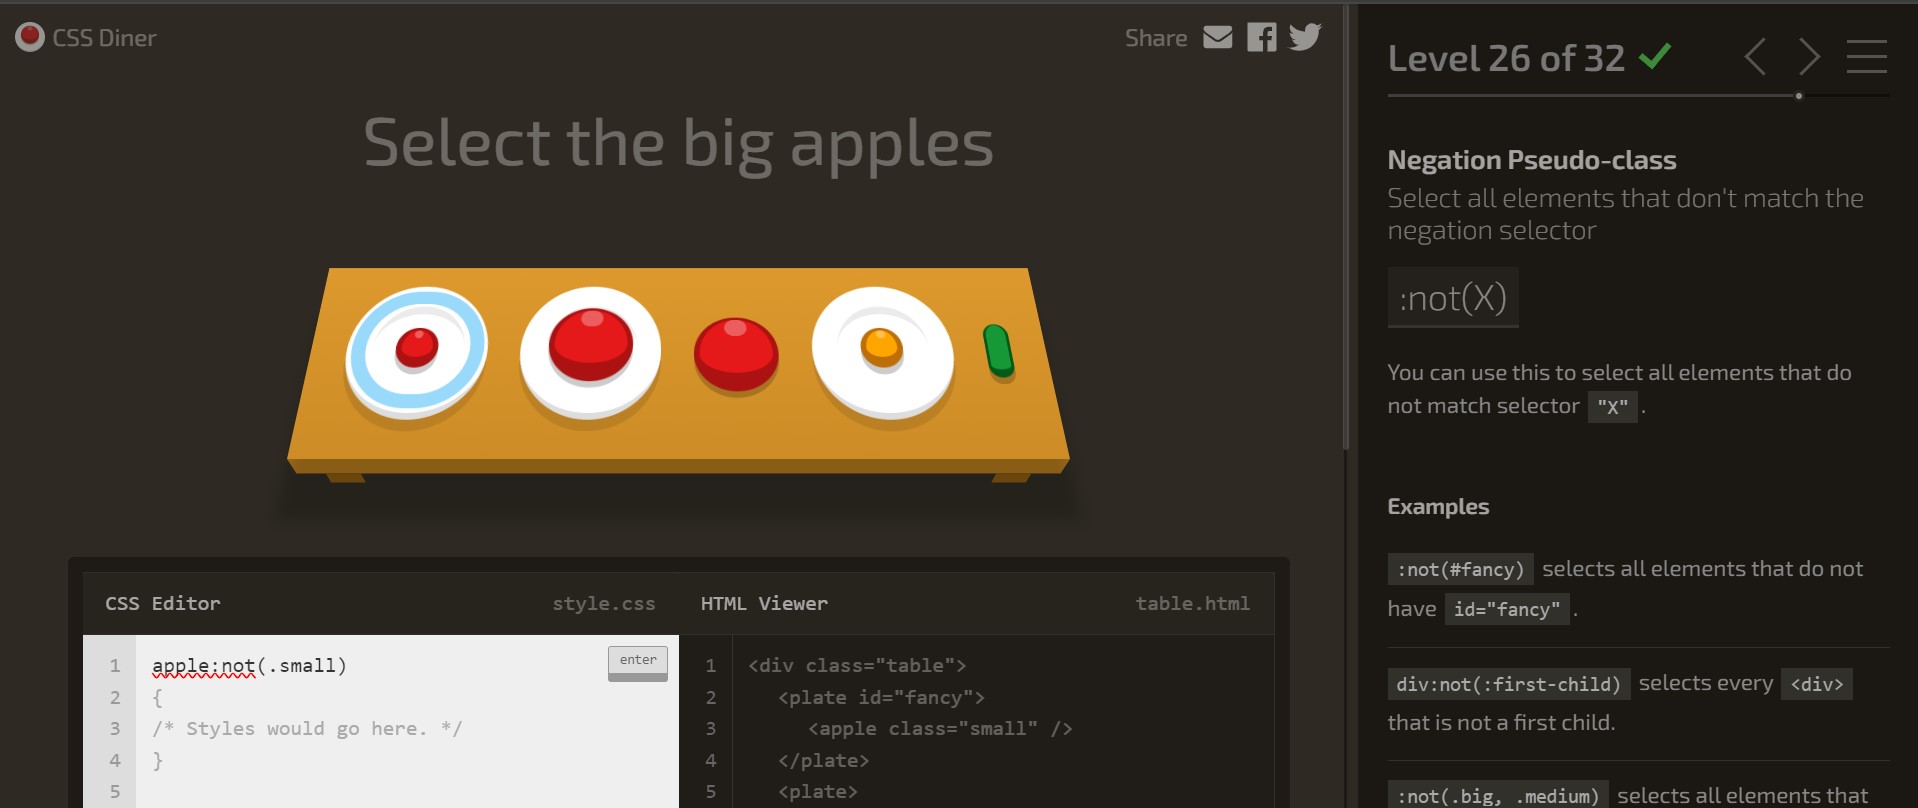 CSS Diner
Share
Select the big apples
CSS Editor style.css
1 apple:not(.small)
enter
2 {
3 /* Styles would go here. */
4 }
5
HTML Viewer table.html
1 <div class="table">
2 <plate id="fancy">
3 <apple class="small" />
4 </plate>
5 <plate>
Level 26 of 32
Negation Pseudo-class
Select all elements that don't match the
negation selector
:not(X)
You can use this to select all elements that do
not match selector "X" .
Examples
:not(#fancy) selects all elements that do not
have id="fancy" .
div:not(:first-child) selects every <div>
that is not a first child.
:not(.big, .medium) selects all elements that